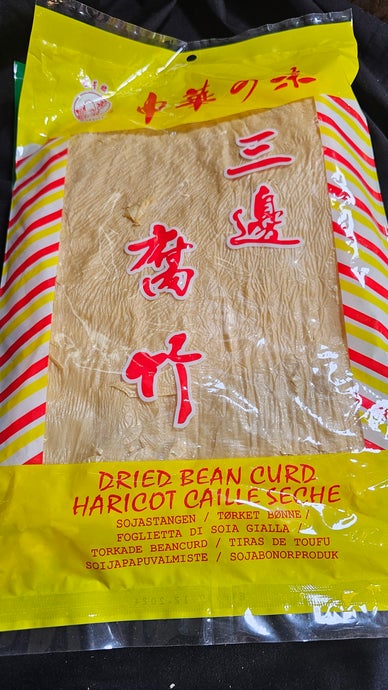 中華の味
三邊
腐竹
DRIED BEAN CURD
HARICOT CAILLE SECHE
SOJASTANGEN / TØRKET BØNNE /
FOGLIETTA DI SOIA GIALLA /
TORKADE BEANCURD / TIRAS DE TOUFU
SOIJAPAPUVALMISTE / SOJABONORPRODUK